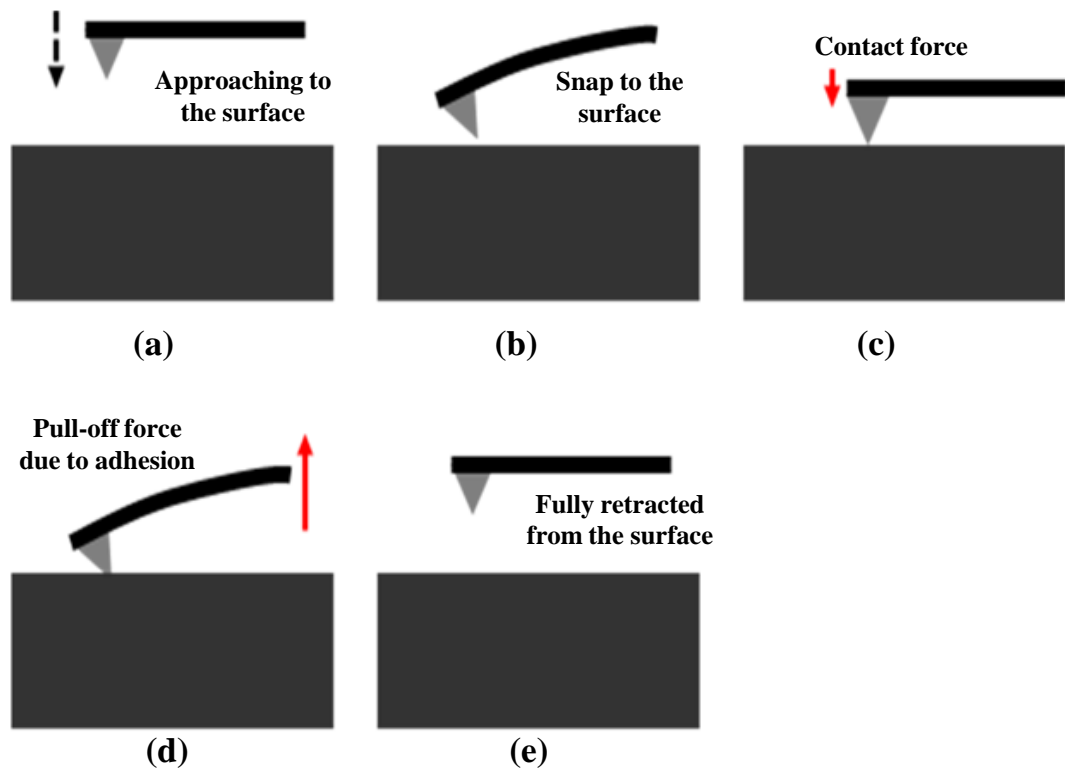 Approaching to
the surface
Snap to the
surface
Contact force
(a)
(b)
(c)
Pull-off force
due to adhesion
Fully retracted
from the surface
(d)
(e)